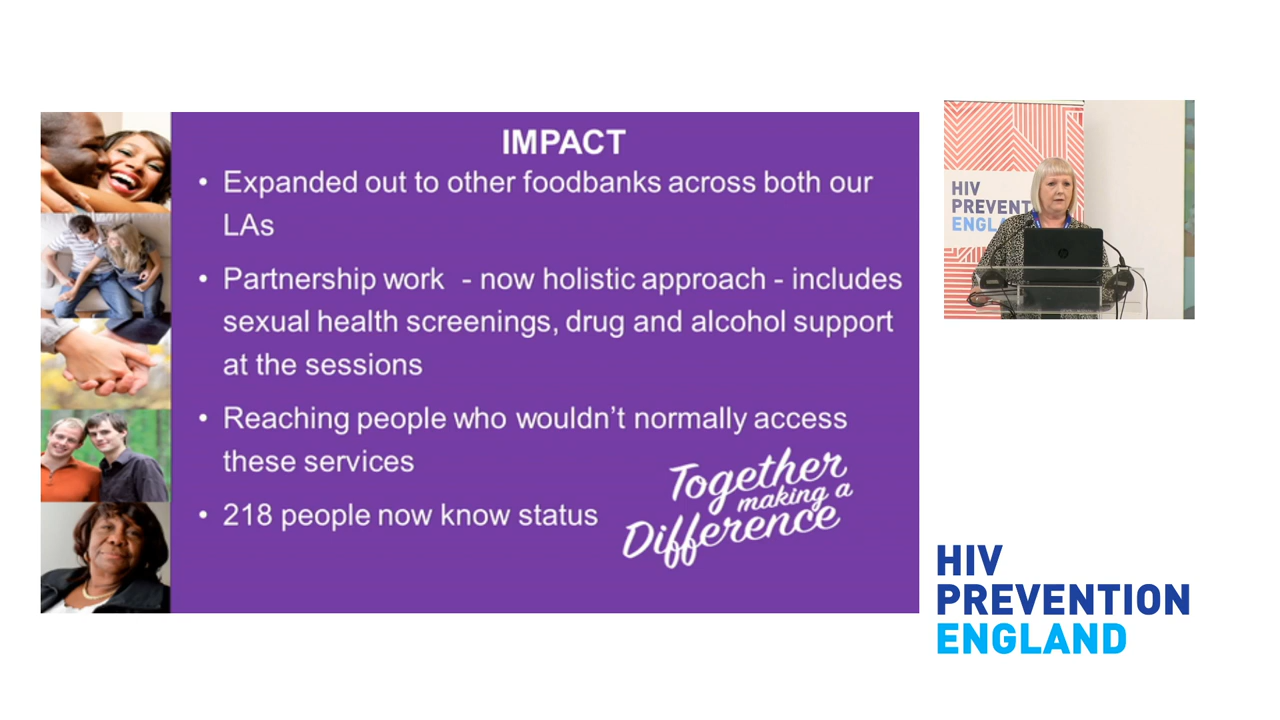 IMPACT
• Expanded out to other foodbanks across both our
LAs
• Partnership work - now holistic approach - includes
sexual health screenings, drug and alcohol support
at the sessions
• Reaching people who wouldn't normally access
these services
• 218 people now know status
Together
making a
Difference
HIV
PREVENT
ENGL
HIV
PREVENTION
ENGLAND